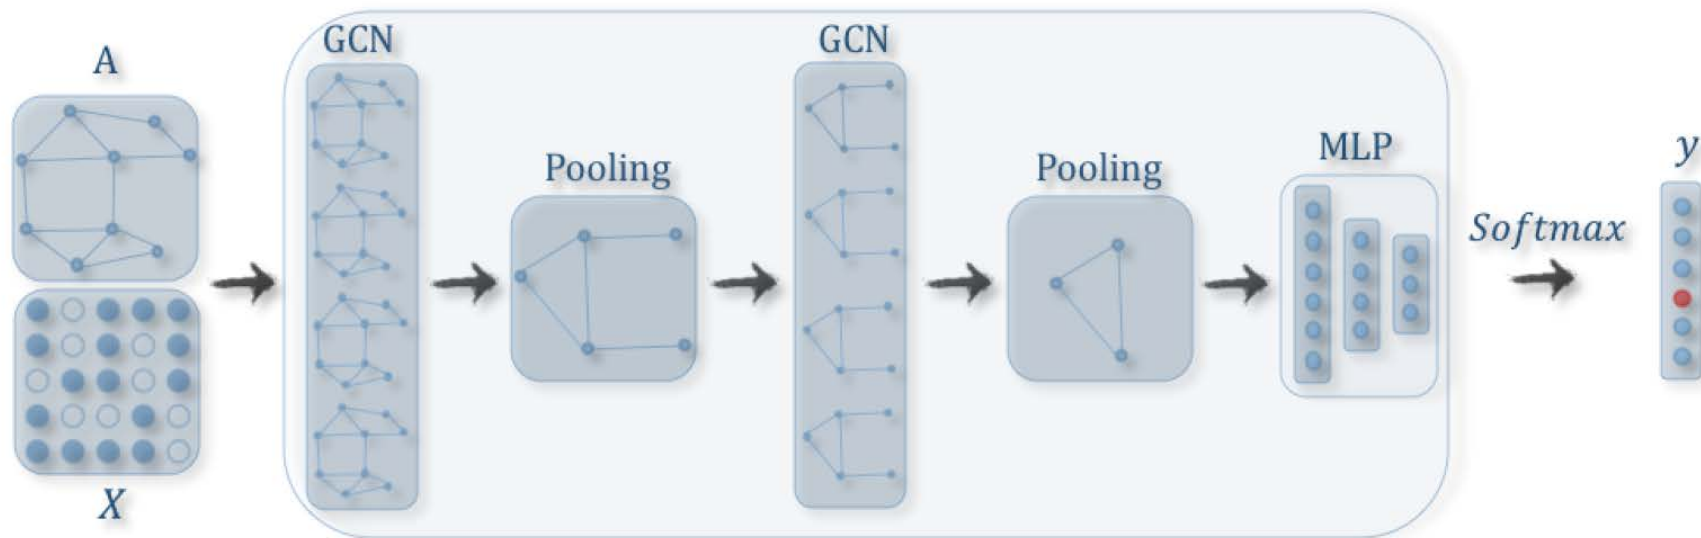 A
X
GCN
Pooling
GCN
Pooling
MLP
Softmax
y